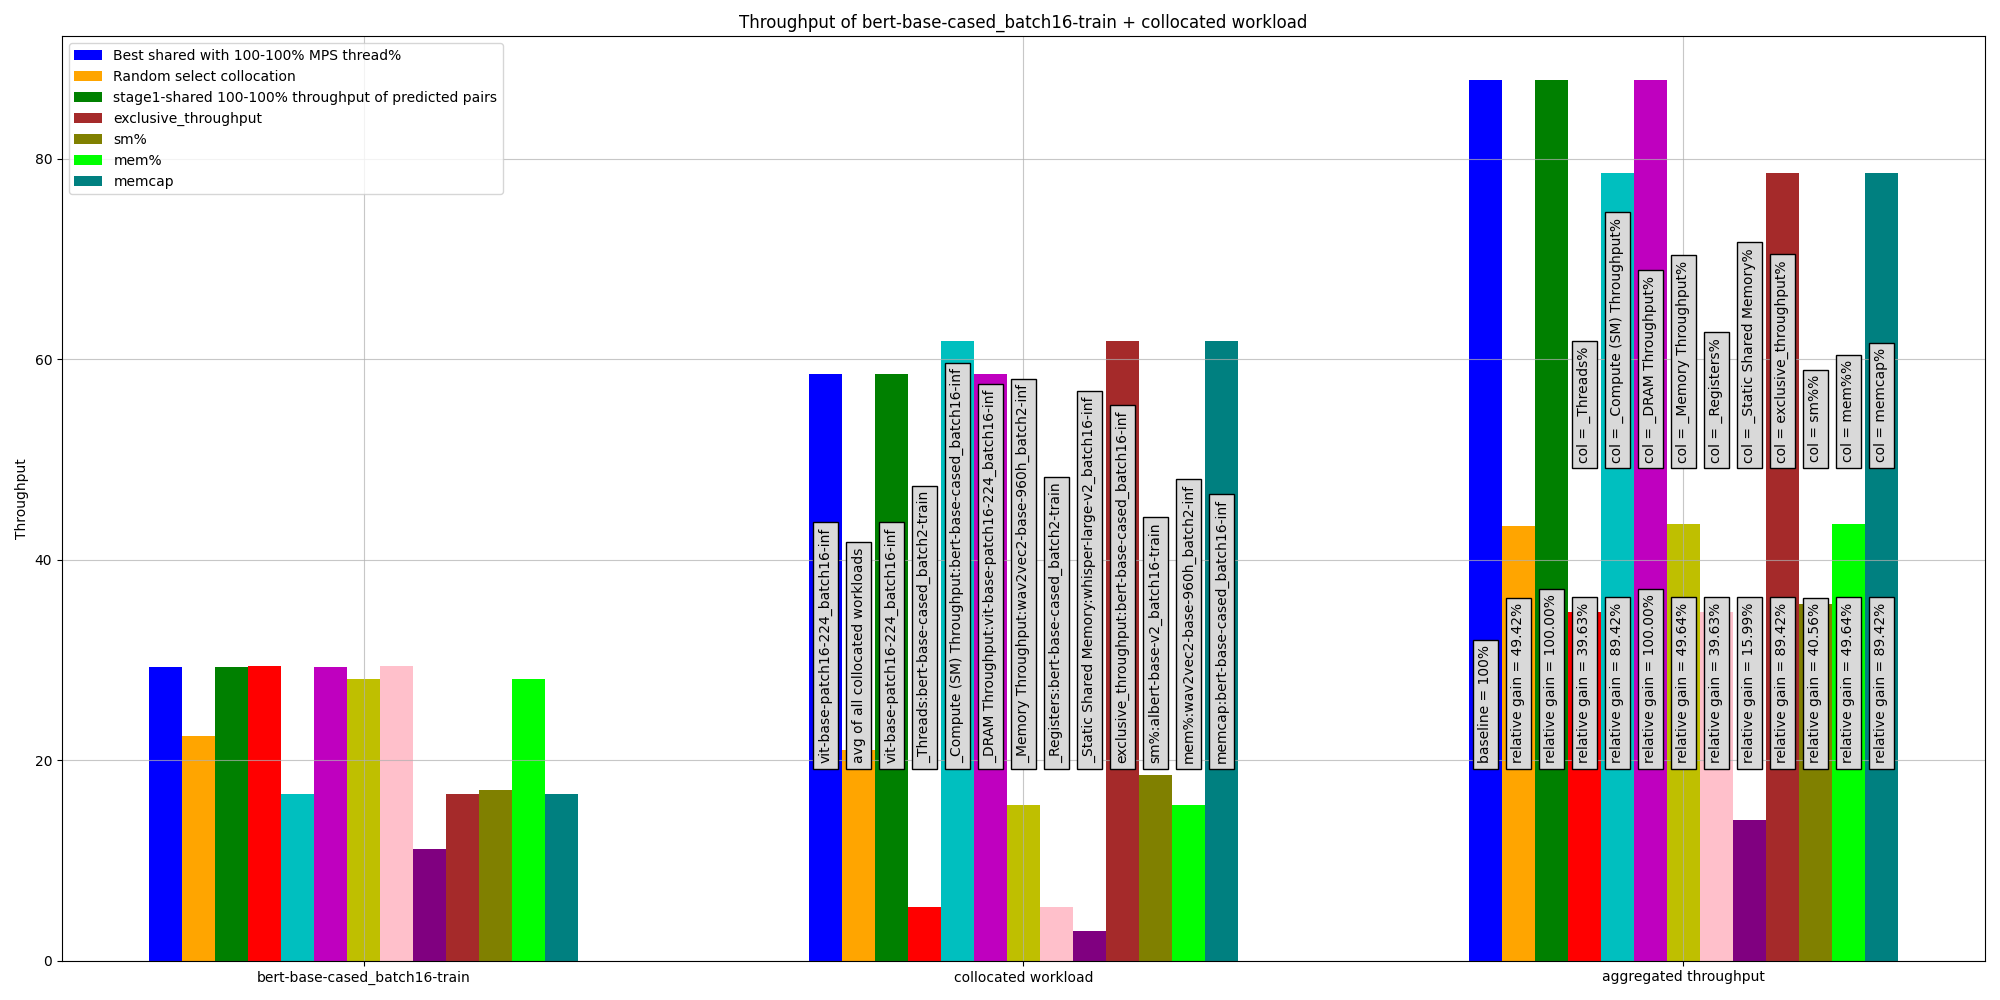 Throughput of bert-base-cased_batch16-train + collocated workload
Best shared with 100-100% MPS thread%
Random select collocation
stage1-shared 100-100% throughput of predicted pairs
exclusive_throughput
sm%
mem%
memcap
Throughput
80
60
40
20
0
vit-base-patch16-224_batch16-inf
avg of all collocated workloads
vit-base-patch16-224_batch16-inf
_Threads:bert-base-cased_batch2-train
_Compute (SM) Throughput:bert-base-cased_batch16-inf
_DRAM Throughput:vit-base-patch16-224_batch16-inf
_Memory Throughput:wav2vec2-base-960h_batch2-inf
_Registers:bert-base-cased_batch2-train
_Static Shared Memory:whisper-large-v2_batch16-inf
exclusive_throughput:bert-base-cased_batch16-inf
sm%:albert-base-v2_batch16-train
mem%:wav2vec2-base-960h_batch2-inf
memcap:bert-base-cased_batch16-inf
col = _Threads%
col = _Compute (SM) Throughput%
col = _DRAM Throughput%
col = _Memory Throughput%
col = _Registers%
col = _Static Shared Memory%
col = exclusive_throughput%
col = sm%%
col = mem%%
col = memcap%
baseline = 100%
relative gain = 49.42%
relative gain = 100.00%
relative gain = 39.63%
relative gain = 89.42%
relative gain = 100.00%
relative gain = 49.64%
relative gain = 39.63%
relative gain = 15.99%
relative gain = 89.42%
relative gain = 40.56%
relative gain = 49.64%
relative gain = 89.42%
bert-base-cased_batch16-train
collocated workload
aggregated throughput